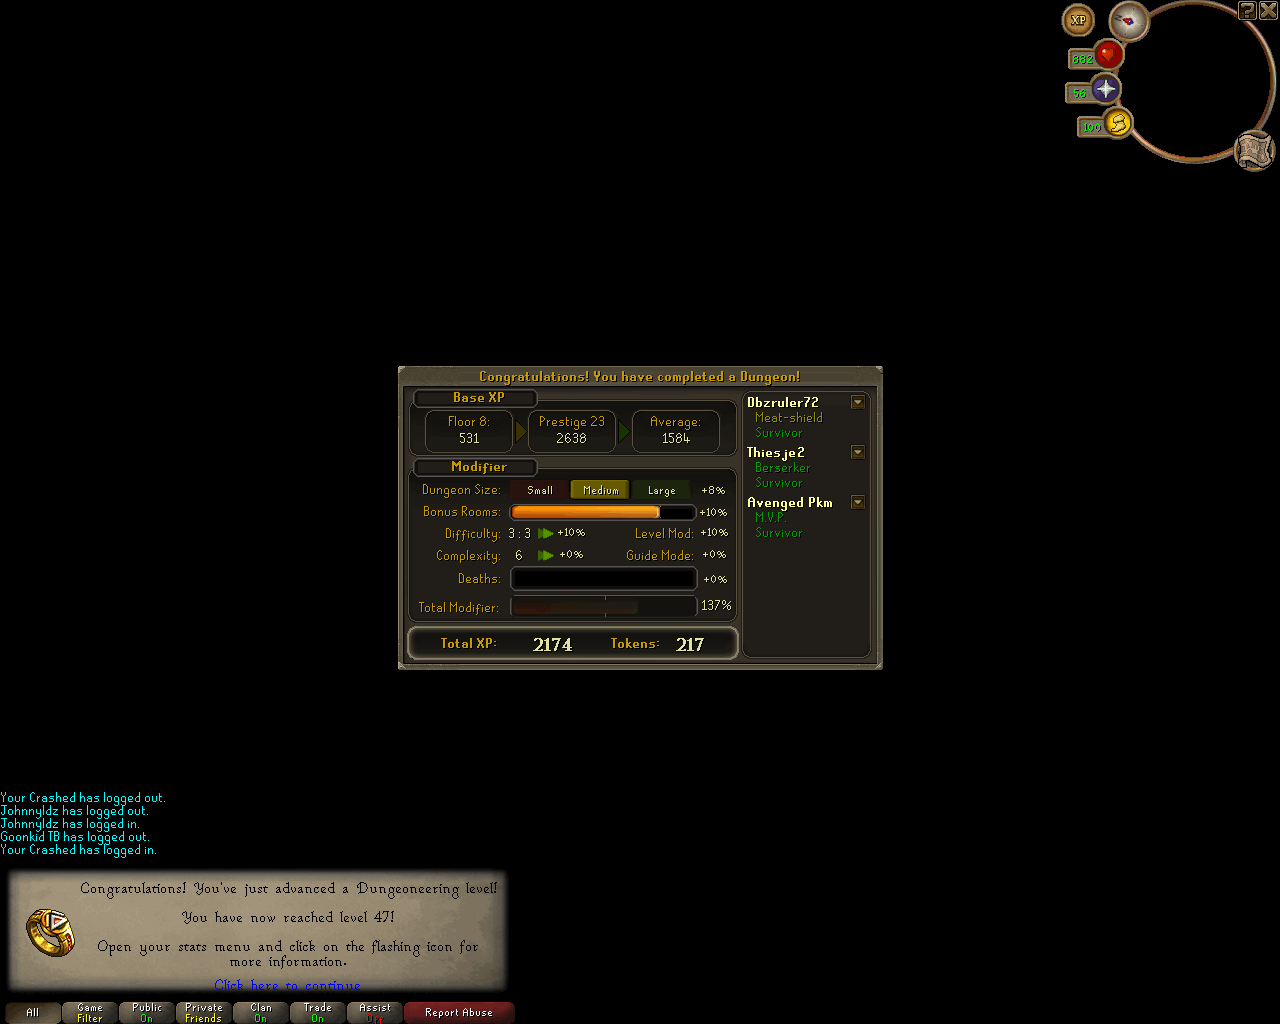 XP
?
882
56
100
Congratulations! You have completed a Dungeon!
Base XP
Floor 8:
531
Prestige 23
2638
Average:
1584
Modifier
Dungeon Size: Small Medium Large +8%
Bonus Rooms: +10%
Difficulty: 3 : 3 +10% Level Mod: +10%
Complexity: 6 +0% Guide Mode: +0%
Deaths: +0%
Total Modifier: 137%
Total XP: 2174 Tokens: 217
Dbzruler72
Meat-shield
Survivor
Thiesje2
Berserker
Survivor
Avenged Pkm
M.V.P.
Survivor
Your Crashed has logged out.
Johnnyldz has logged out.
Johnnyldz has logged in.
Goonkid TB has logged out.
Your Crashed has logged in.
Congratulations! You've just advanced a Dungeoneering level!
You have now reached level 47!
Open your stats menu and click on the flashing icon for
more information.
Click here to continue
All
Game
Filter
Public
On
Private
Friends
Clan
On
Trade
On
Assist
Off
Report Abuse